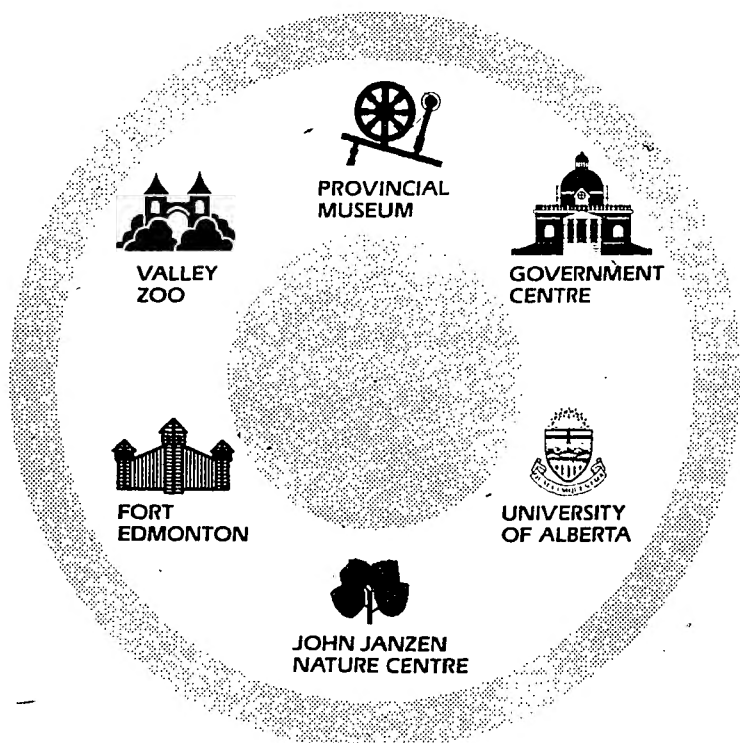 PROVINCIAL
MUSEUM
VALLEY
ZOO
GOVERNMENT
CENTRE
FORT
EDMONTON
UNIVERSITY
OF ALBERTA
JOHN JANZEN
NATURE CENTRE